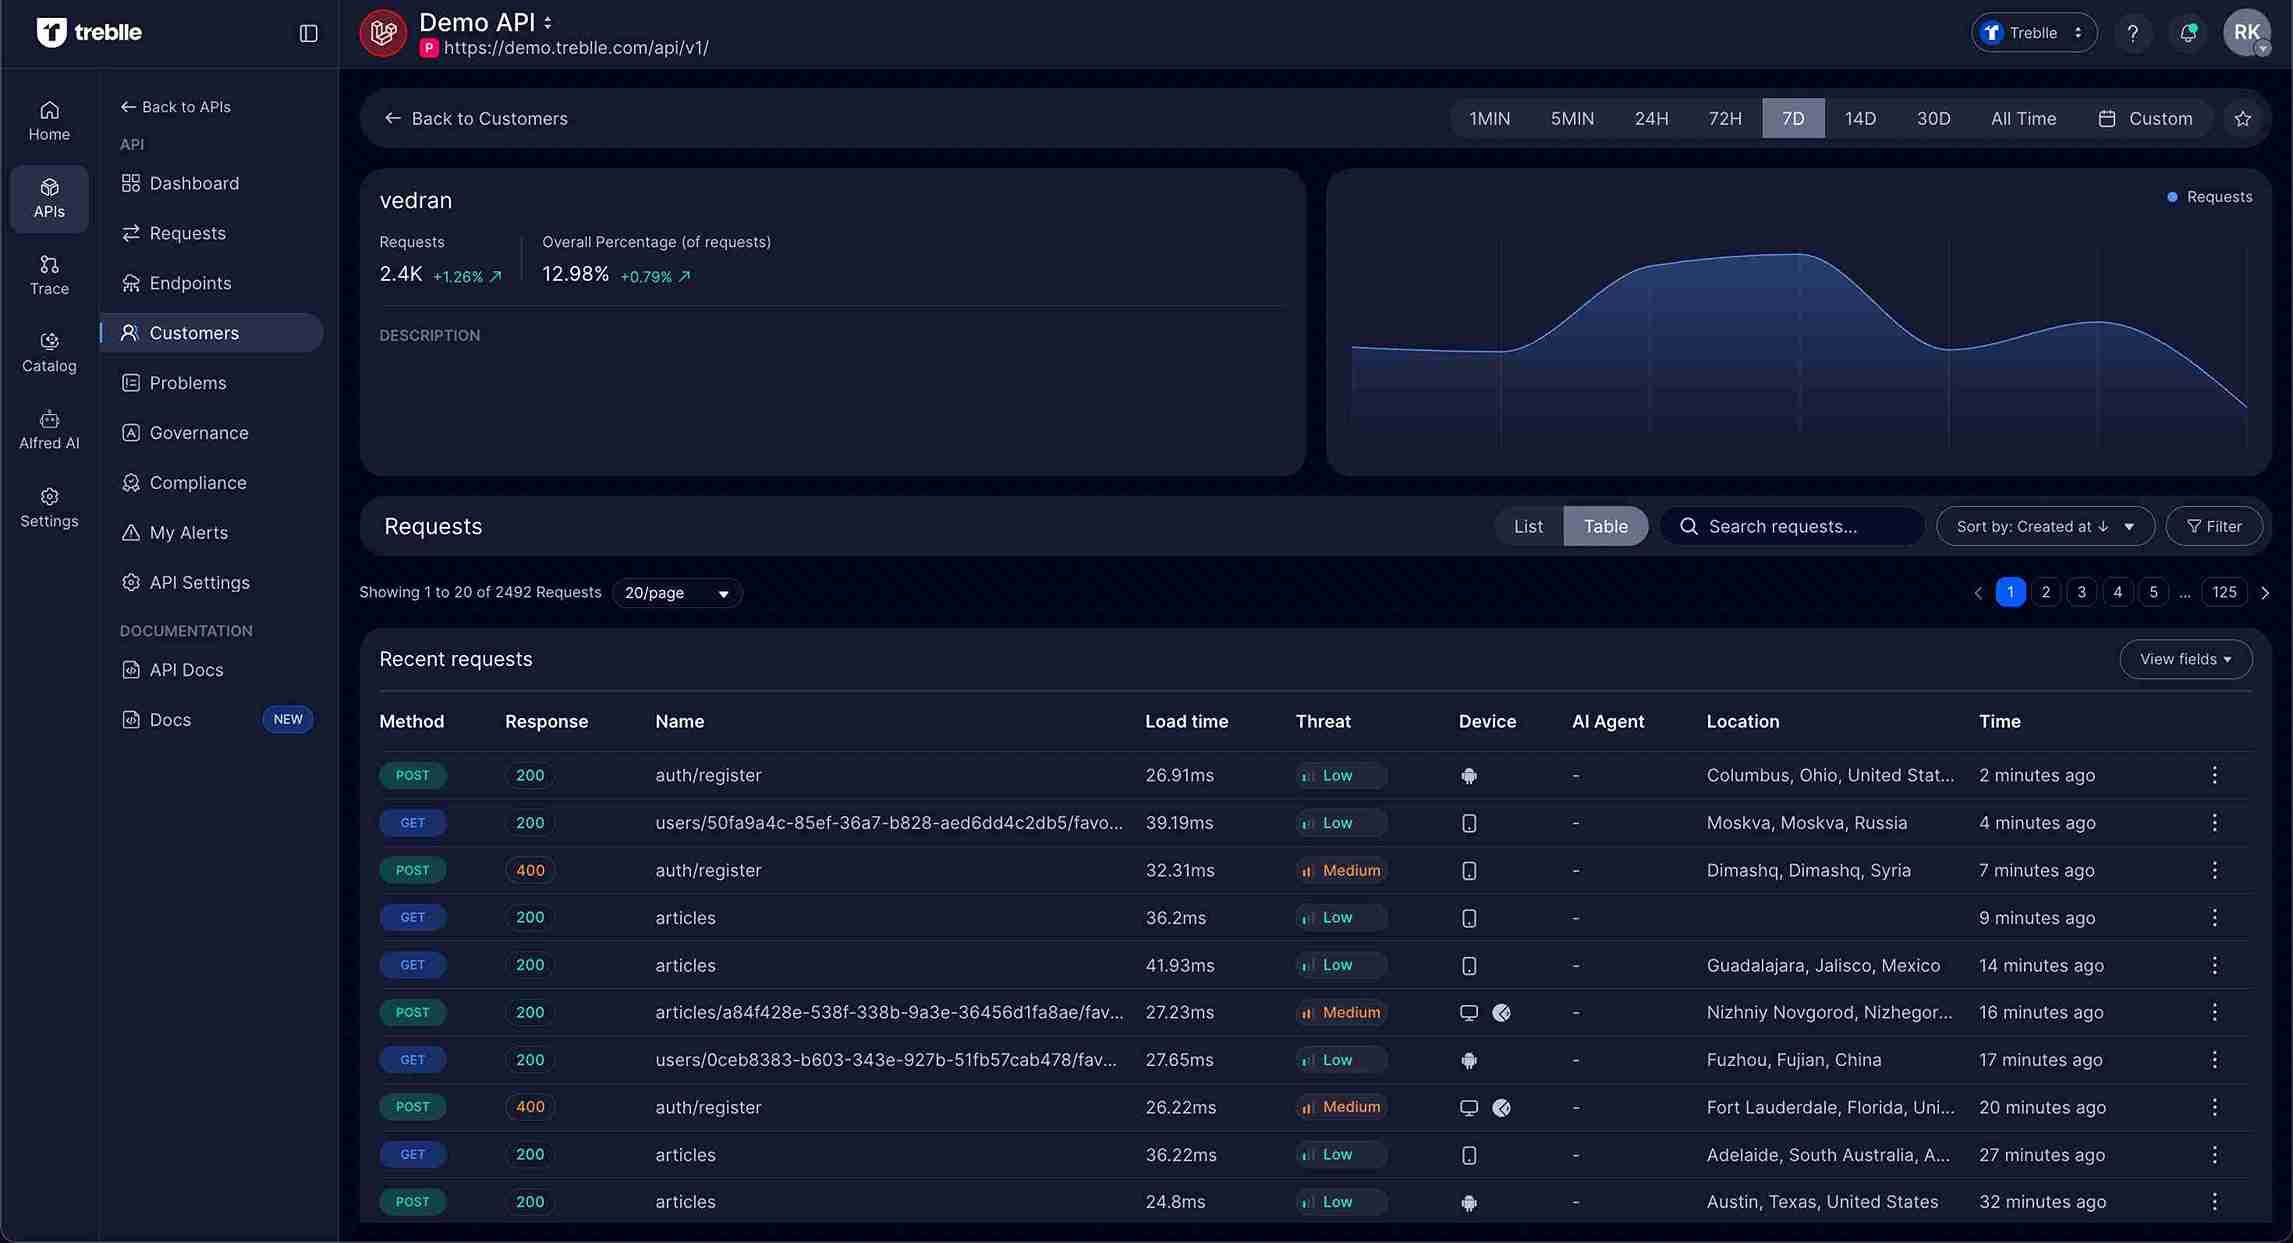 treblle
Demo API
P https://demo.treblle.com/api/v1/
Treblle
?
RK
Home
APIs
Trace
Catalog
Alfred AI
Settings
Back to APIs
API
Dashboard
Requests
Endpoints
Customers
Problems
Governance
Compliance
My Alerts
API Settings
DOCUMENTATION
API Docs
Docs NEW
Back to Customers
1MIN 5MIN 24H 72H 7D 14D 30D All Time Custom
vedran
Requests Overall Percentage (of requests)
2.4K +1.26% 12.98% +0.79%
DESCRIPTION
Requests
Requests
List Table Search requests... Sort by: Created at ↓ Filter
Showing 1 to 20 of 2492 Requests 20/page
1 2 3 4 5 ... 125
Recent requests
View fields
Method Response Name Load time Threat Device AI Agent Location Time
POST 200 auth/register 26.91ms Low - Columbus, Ohio, United Stat... 2 minutes ago
GET 200 users/50fa9a4c-85ef-36a7-b828-aed6dd4c2db5/favo... 39.19ms Low - Moskva, Moskva, Russia 4 minutes ago
POST 400 auth/register 32.31ms Medium - Dimashq, Dimashq, Syria 7 minutes ago
GET 200 articles 36.2ms Low - 9 minutes ago
GET 200 articles 41.93ms Low - Guadalajara, Jalisco, Mexico 14 minutes ago
POST 200 articles/a84f428e-538f-338b-9a3e-36456d1fa8ae/fav... 27.23ms Medium - Nizhniy Novgorod, Nizhegor... 16 minutes ago
GET 200 users/0ceb8383-b603-343e-927b-51fb57cab478/fav... 27.65ms Low - Fuzhou, Fujian, China 17 minutes ago
POST 400 auth/register 26.22ms Medium - Fort Lauderdale, Florida, Uni... 20 minutes ago
GET 200 articles 36.22ms Low - Adelaide, South Australia, A... 27 minutes ago
POST 200 articles 24.8ms Low - Austin, Texas, United States 32 minutes ago